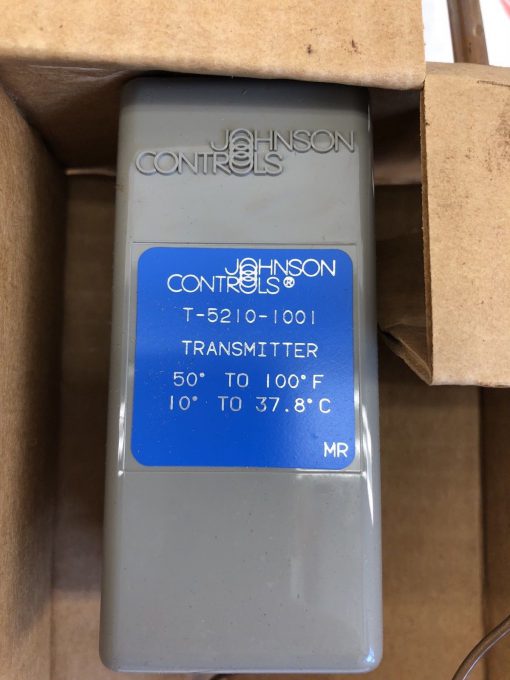 JOHNSON
CONTROLS
JOHNSON
CONTROLS®
T-5210-1001
TRANSMITTER
50° TO 100°F
10° TO 37.8°C
MR